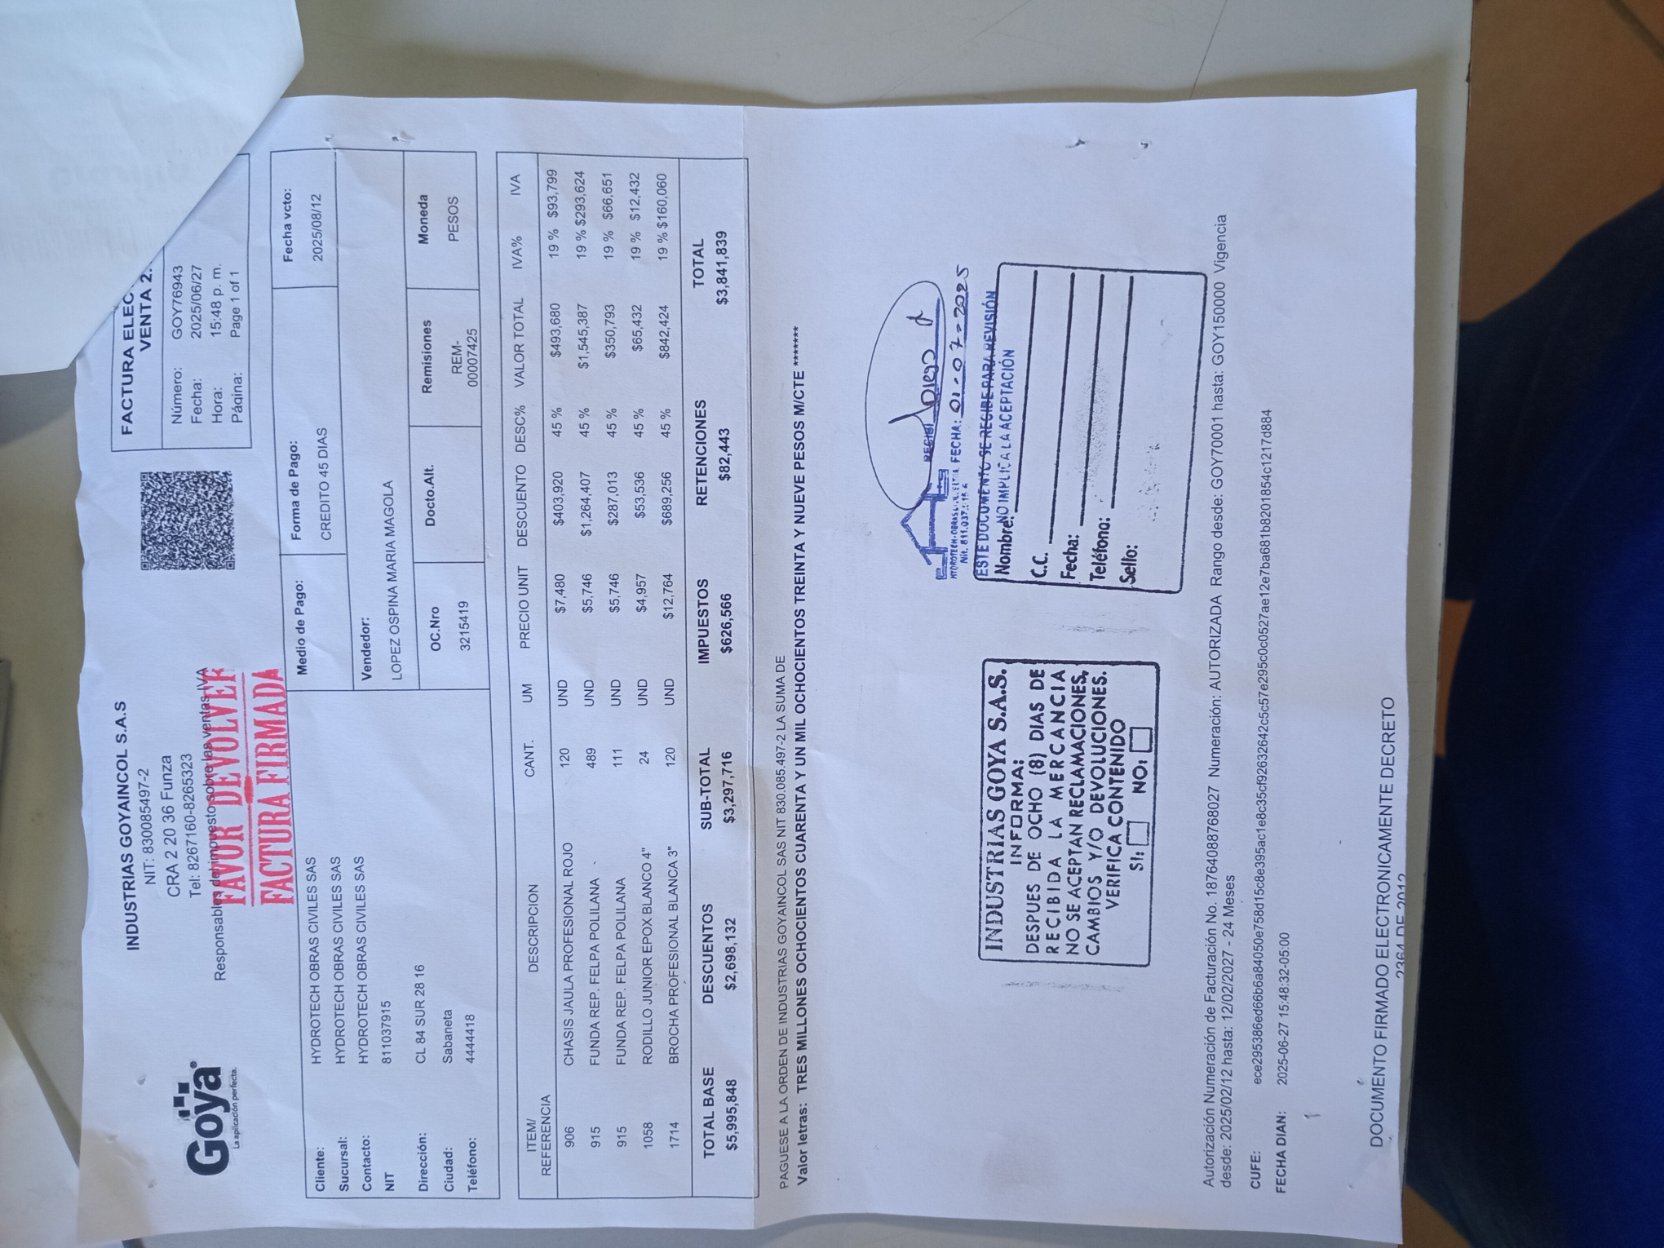 Goya
La aplicación perfecta.
INDUSTRIAS GOYAINCOL S.A.S
NIT: 830085497-2
CRA 2 20 36 Funza
Tel: 8267160-8265323
Responsables del impuesto sobre las ventas IVA
FAVOR DEVOLVER
FACTURA FIRMADA
FACTURA ELEC
VENTA 2.
Número: GOY76943
Fecha: 2025/06/27
Hora: 15:48 p. m.
Página: Page 1 of 1
Cliente: HYDROTECH OBRAS CIVILES SAS
Sucursal: HYDROTECH OBRAS CIVILES SAS
Contacto: HYDROTECH OBRAS CIVILES SAS
NIT 811037915
Dirección: CL 84 SUR 28 16
Ciudad: Sabaneta
Teléfono: 4444418
Medio de Pago: Forma de Pago: Fecha vcto:
CREDITO 45 DIAS 2025/08/12
Vendedor:
LOPEZ OSPINA MARIA MAGOLA
OC.Nro Docto.Alt. Remisiones Moneda
3215419 REM-00007425 PESOS
ITEM/REFERENCIA DESCRIPCION CANT. UM PRECIO UNIT DESCUENTO DESC% VALOR TOTAL IVA% IVA
906 CHASIS JAULA PROFESIONAL ROJO 120 UND $7,480 $403,920 45 % $493,680 19 % $93,799
915 FUNDA REP. FELPA POLILANA 489 UND $5,746 $1,264,407 45 % $1,545,387 19 % $293,624
915 FUNDA REP. FELPA POLILANA 111 UND $5,746 $287,013 45 % $350,793 19 % $66,651
1058 RODILLO JUNIOR EPOX BLANCO 4" 24 UND $4,957 $53,536 45 % $65,432 19 % $12,432
1714 BROCHA PROFESIONAL BLANCA 3" 120 UND $12,764 $689,256 45 % $842,424 19 % $160,060
TOTAL BASE DESCUENTOS SUB-TOTAL IMPUESTOS RETENCIONES TOTAL
$5,995,848 $2,698,132 $3,297,716 $626,566 $82,443 $3,841,839
PAGUESE A LA ORDEN DE INDUSTRIAS GOYAINCOL SAS NIT 830.085.497-2 LA SUMA DE
Valor letras: TRES MILLONES OCHOCIENTOS CUARENTA Y UN MIL OCHOCIENTOS TREINTA Y NUEVE PESOS M/CTE *******
INDUSTRIAS GOYA S.A.S.
INFORMA:
DESPUES DE OCHO (8) DIAS DE
RECIBIDA LA MERCANCIA
NO SE ACEPTAN RECLAMACIONES,
CAMBIOS Y/O DEVOLUCIONES.
VERIFICA CONTENIDO
SI: NO:
FECHA: 01-07-2025
ESTE DOCUMENTO SE RECIBE PARA REVISIÓN
NO IMPLICA LA ACEPTACIÓN
Nombre:
C.C.
Fecha:
Teléfono:
Sello:
Autorización Numeración de Facturación No. 18764088768027 Numeración: AUTORIZADA Rango desde: GOY70001 hasta: GOY150000 Vigencia
desde: 2025/02/12 hasta: 12/02/2027 - 24 Meses
CUFE:
FECHA DIAN: 2025-06-27 15:48:32-05:00
DOCUMENTO FIRMADO ELECTRONICAMENTE DECRETO
2364 DE 2012